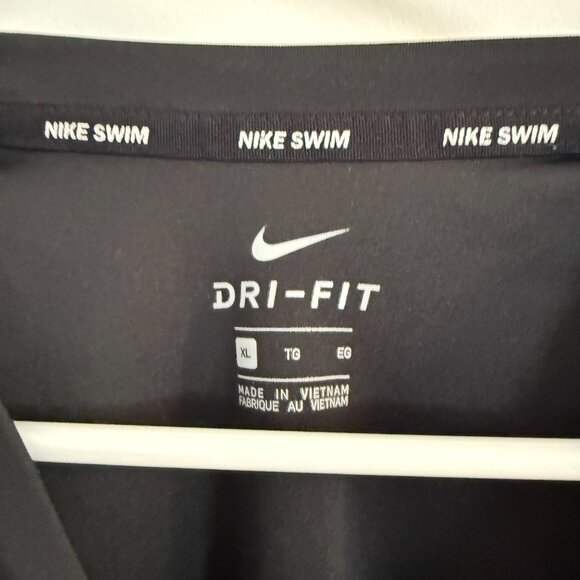 NIKE SWIM NIKE SWIM NIKE SWIM
DRI-FIT
XL TG EG
MADE IN VIETNAM
FABRIQUE AU VIETNAM